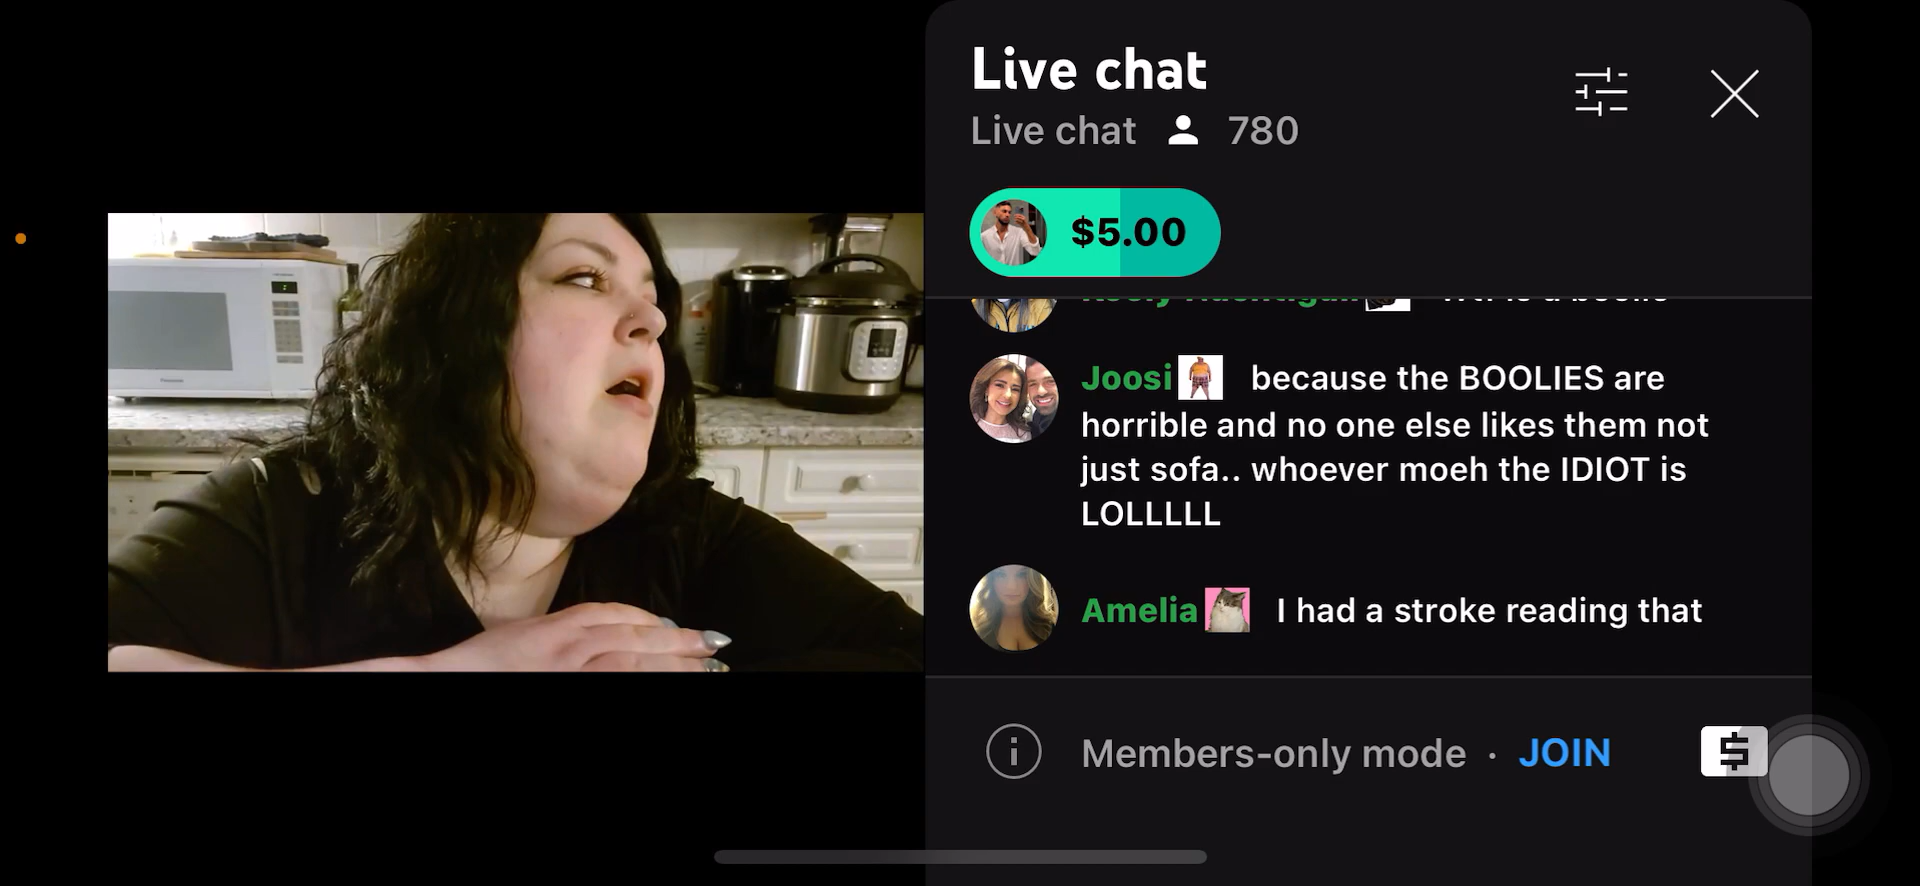 Live chat
Live chat 780
$5.00
Joosi because the BOOLIES are
horrible and no one else likes them not
just sofa.. whoever moeh the IDIOT is
LOLLLLL
Amelia I had a stroke reading that
Members-only mode · JOIN